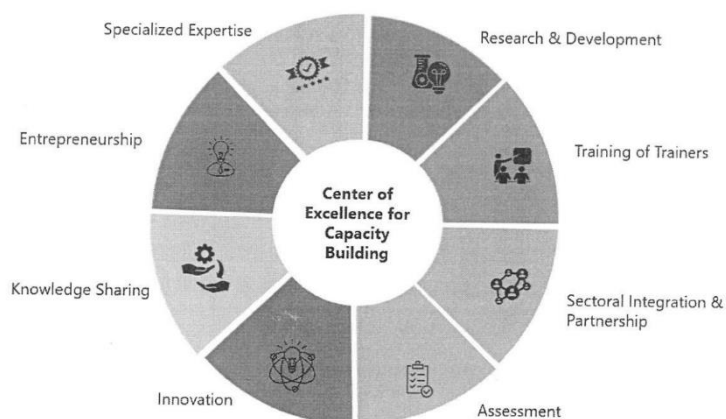 Specialized Expertise
Research & Development
Entrepreneurship
Training of Trainers
Center of
Excellence for
Capacity
Building
Knowledge Sharing
Sectoral Integration &
Partnership
Innovation
Assessment